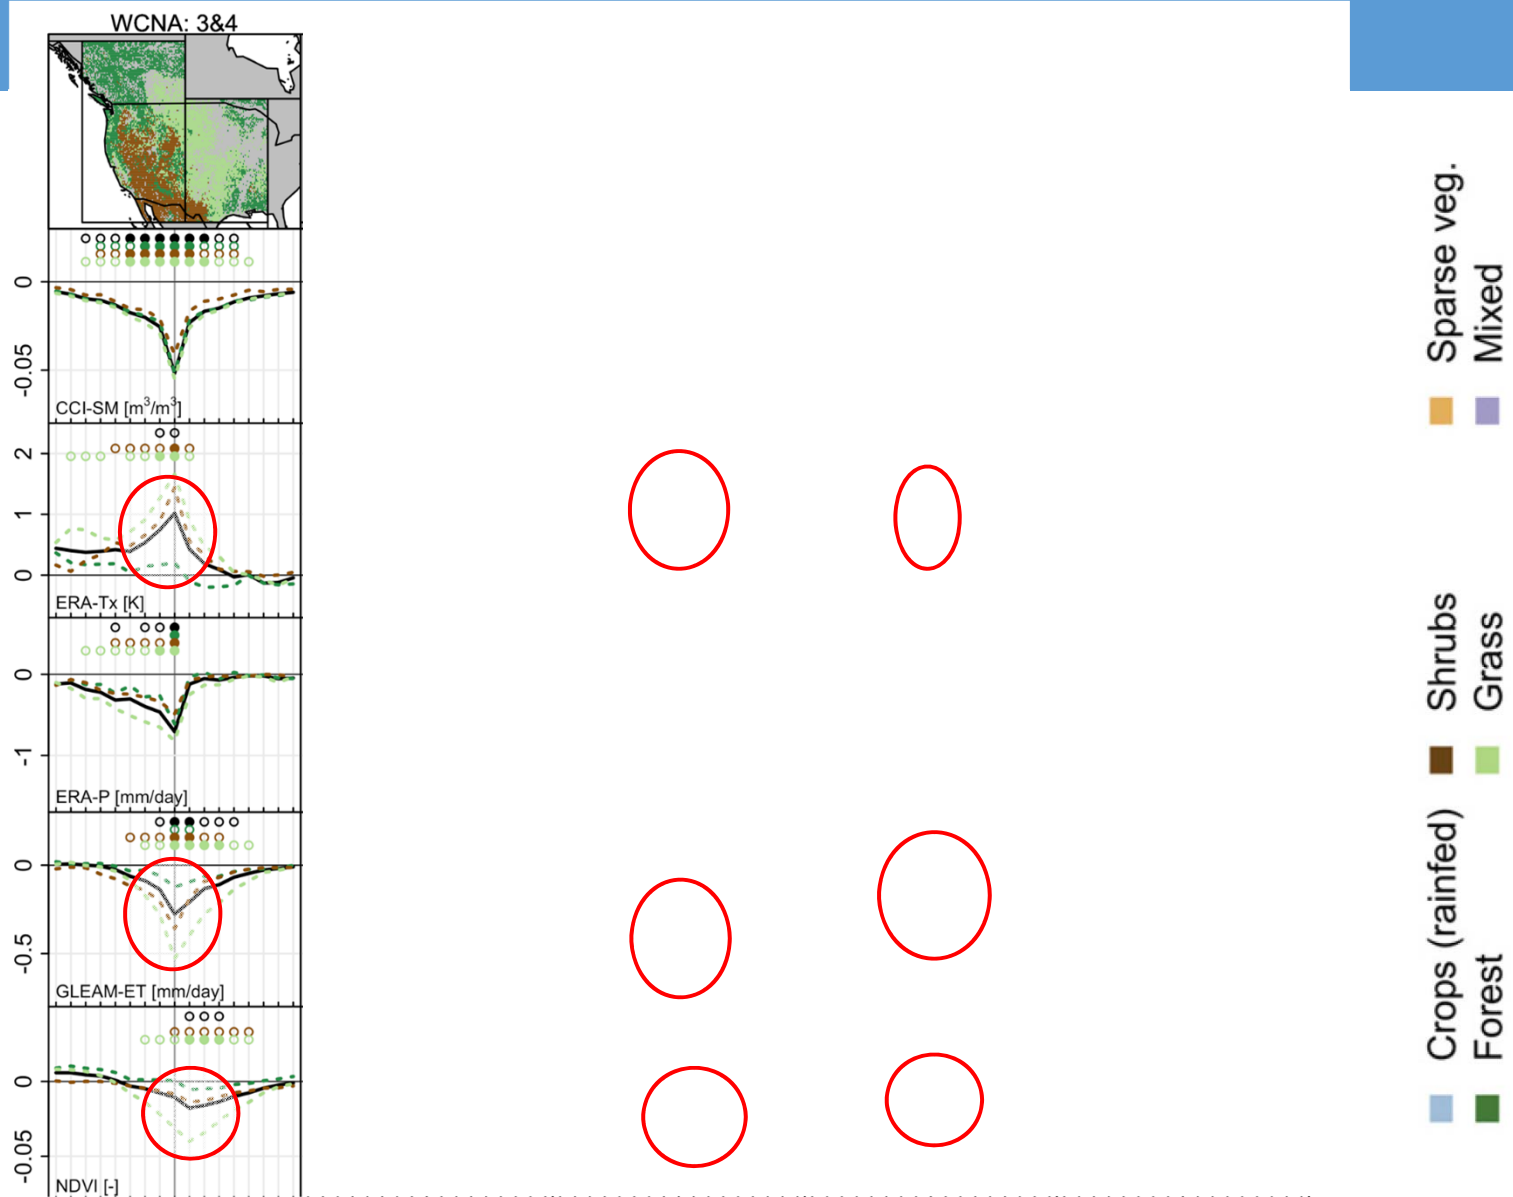 WCNA: 3&4
0
-0.05
CCI-SM [m³/m³]
2
1
0
ERA-Tx [K]
0
-1
ERA-P [mm/day]
0
-0.5
GLEAM-ET [mm/day]
0
-0.05
NDVI [-]
Crops (rainfed)
Shrubs
Sparse veg.
Forest
Grass
Mixed